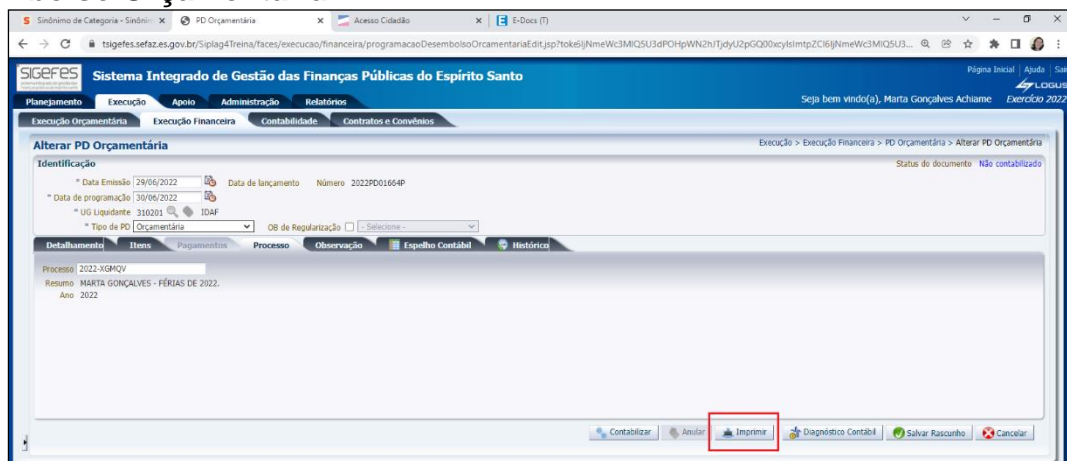 Sinônimo de Categoria - Sinônim
PD Orçamentária
Acesso Cidadão
E-Docs (T)
tsigefes.sefaz.es.gov.br/Siplag4Treina/faces/execucao/financeira/programacaoDesembolsoOrcamentariaEdit.jsp?
SIGEFES
Sistema Integrado de Gestão das Finanças Públicas do Espírito Santo
Página Inicial | Ajuda | Sair
LOGUS
Planejamento Execução Apoio Administração Relatórios
Seja bem vindo(a), Marta Gonçalves Achiame Exercício 2022
Execução Orçamentária Execução Financeira Contabilidade Contratos e Convênios
Alterar PD Orçamentária
Execução > Execução Financeira > PD Orçamentária > Alterar PD Orçamentária
Identificação
Status do documento Não contabilizado
* Data Emissão 29/06/2022 Data de lançamento Número 2022PD01664P
* Data de programação 30/06/2022
* UG Liquidante 310201 IDAF
* Tipo de PD Orçamentária OB de Regularização - Selecione -
Detalhamento Itens Pagamentos Processo Observação Espelho Contábil Histórico
Processo 2022-XGMQV
Resumo MARTA GONÇALVES - FÉRIAS DE 2022.
Ano 2022
Contabilizar Anular Imprimir Diagnóstico Contábil Salvar Rascunho Cancelar